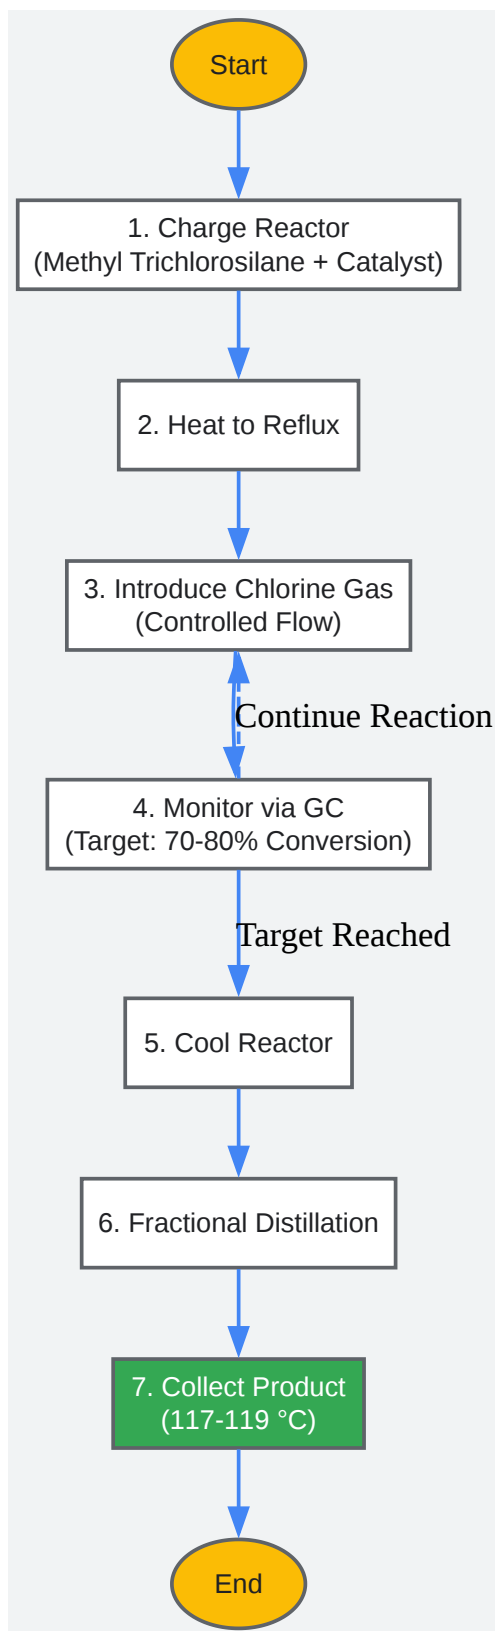 Start
1. Charge Reactor
(Methyl Trichlorosilane + Catalyst)
2. Heat to Reflux
3. Introduce Chlorine Gas
(Controlled Flow)
Continue Reaction
4. Monitor via GC
(Target: 70-80% Conversion)
Target Reached
5. Cool Reactor
6. Fractional Distillation
7. Collect Product
(117-119 °C)
End